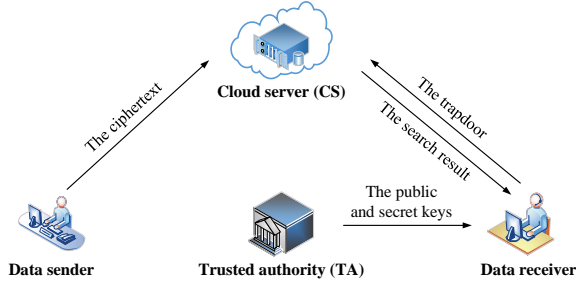 Cloud server (CS)
The ciphertext
The trapdoor
The search result
The public
and secret keys
Data sender
Trusted authority (TA)
Data receiver